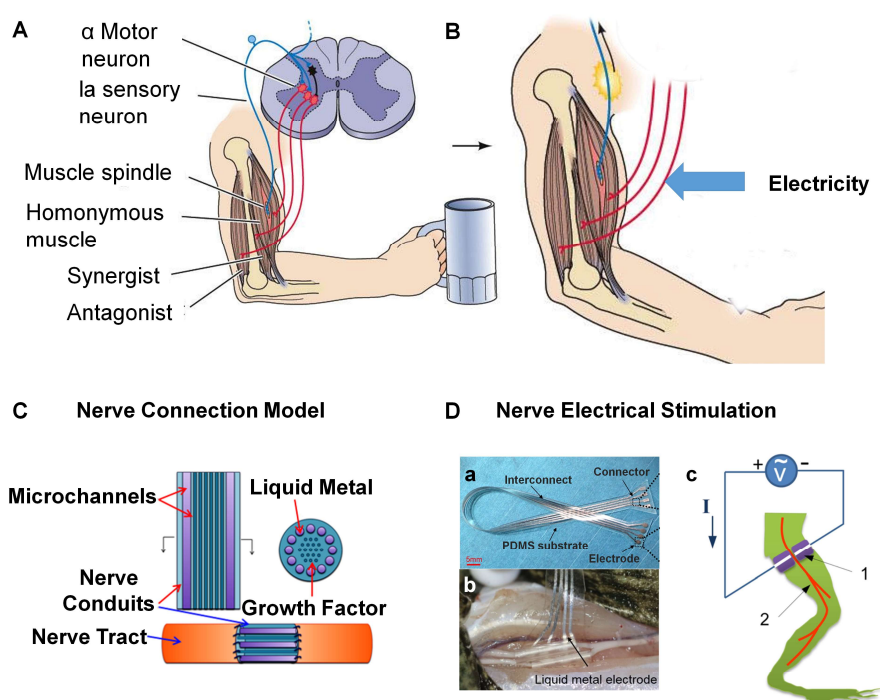 A
α Motor
neuron
Ia sensory
neuron
Muscle spindle
Homonymous
muscle
Synergist
Antagonist
B
Electricity
C Nerve Connection Model
Microchannels
Liquid Metal
Nerve
Conduits
Growth Factor
Nerve Tract
D Nerve Electrical Stimulation
a
Interconnect
Connector
PDMS substrate
5mm
Electrode
b
Liquid metal electrode
c
+ Ṽ -
I
1
2